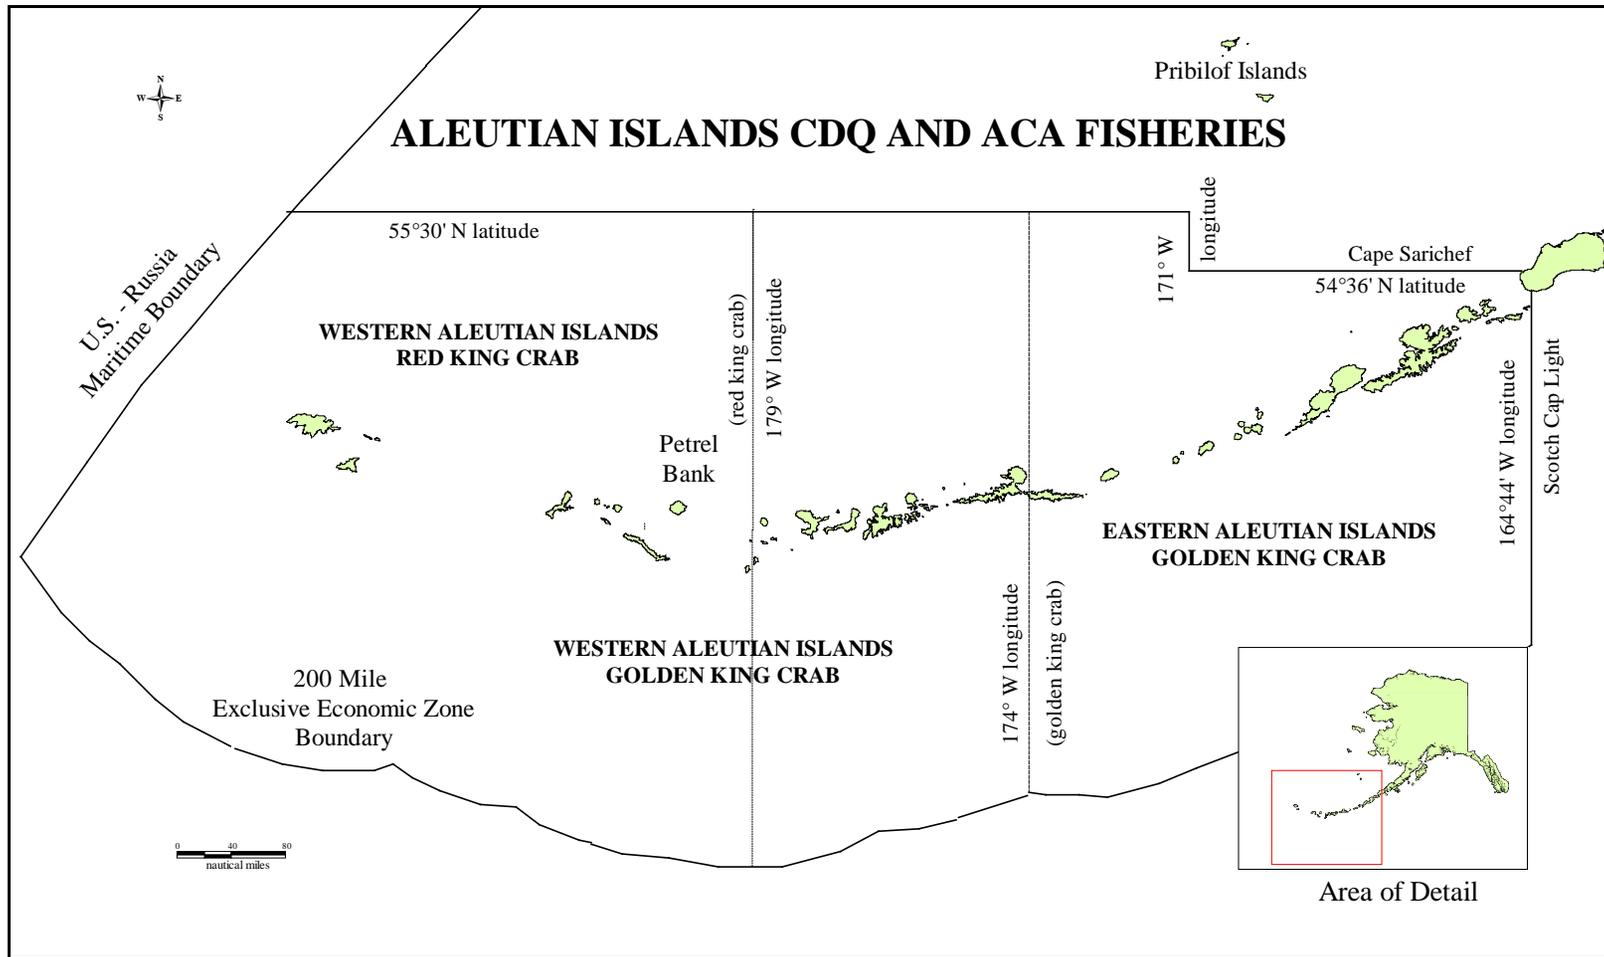 Pribilof Islands
N
W E
S
ALEUTIAN ISLANDS CDQ AND ACA FISHERIES
55°30' N latitude
171° W
longitude
Cape Sarichef
54°36' N latitude
U.S. - Russia
Maritime Boundary
WESTERN ALEUTIAN ISLANDS
RED KING CRAB
(red king crab)
179° W longitude
Petrel
Bank
164°44' W longitude
Scotch Cap Light
EASTERN ALEUTIAN ISLANDS
GOLDEN KING CRAB
174° W longitude
(golden king crab)
WESTERN ALEUTIAN ISLANDS
GOLDEN KING CRAB
200 Mile
Exclusive Economic Zone
Boundary
0 40 80
nautical miles
Area of Detail